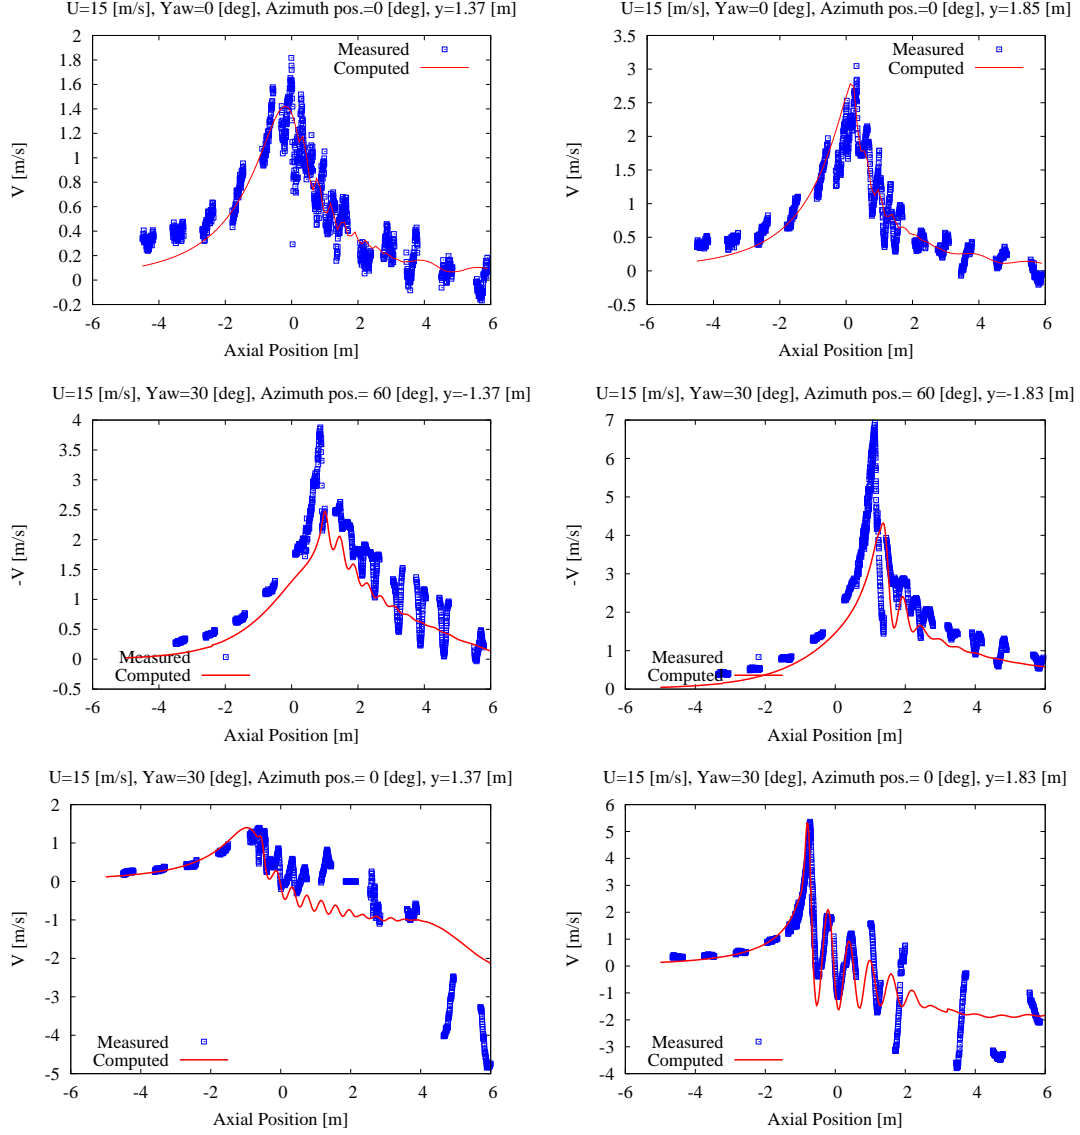 U=15 [m/s], Yaw=0 [deg], Azimuth pos.=0 [deg], y=1.37 [m]
2
1.8
1.6
1.4
1.2
1
0.8
0.6
0.4
0.2
0
-0.2
V [m/s]
Measured
Computed
-6 -4 -2 0 2 4 6
Axial Position [m]
U=15 [m/s], Yaw=0 [deg], Azimuth pos.=0 [deg], y=1.85 [m]
3.5
3
2.5
2
1.5
1
0.5
0
-0.5
V [m/s]
Measured
Computed
-6 -4 -2 0 2 4 6
Axial Position [m]
U=15 [m/s], Yaw=30 [deg], Azimuth pos.= 60 [deg], y=-1.37 [m]
4
3.5
3
2.5
2
1.5
1
0.5
0
-0.5
-V [m/s]
Measured
Computed
-6 -4 -2 0 2 4 6
Axial Position [m]
U=15 [m/s], Yaw=30 [deg], Azimuth pos.= 60 [deg], y=-1.83 [m]
7
6
5
4
3
2
1
0
-V [m/s]
Measured
Computed
-6 -4 -2 0 2 4 6
Axial Position [m]
U=15 [m/s], Yaw=30 [deg], Azimuth pos.= 0 [deg], y=1.37 [m]
2
1
0
-1
-2
-3
-4
-5
V [m/s]
Measured
Computed
-6 -4 -2 0 2 4 6
Axial Position [m]
U=15 [m/s], Yaw=30 [deg], Azimuth pos.= 0 [deg], y=1.83 [m]
6
5
4
3
2
1
0
-1
-2
-3
-4
V [m/s]
Measured
Computed
-6 -4 -2 0 2 4 6
Axial Position [m]